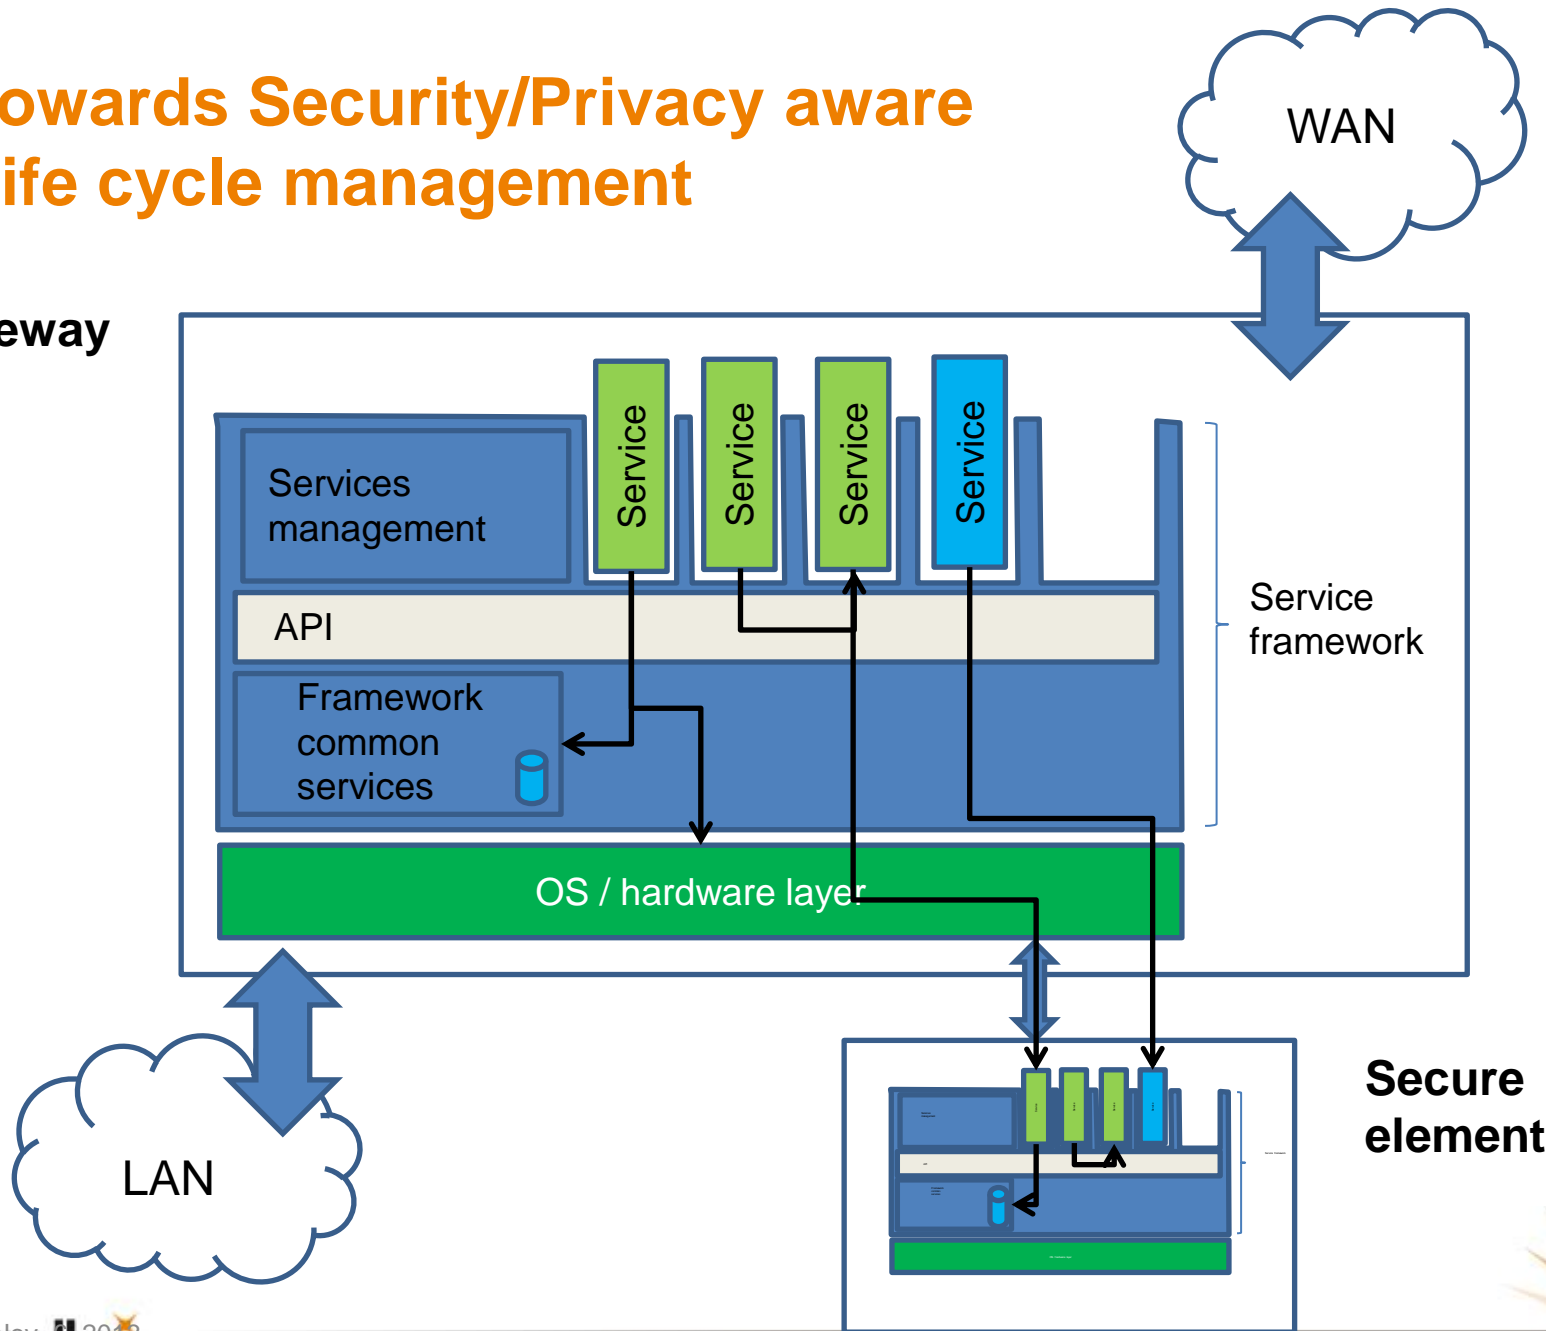 owards Security/Privacy aware
ife cycle management
WAN
eway
Service
Service
Service
Service
Services
management
API
Service
framework
Framework
common
services
OS / hardware layer
Secure
element
LAN